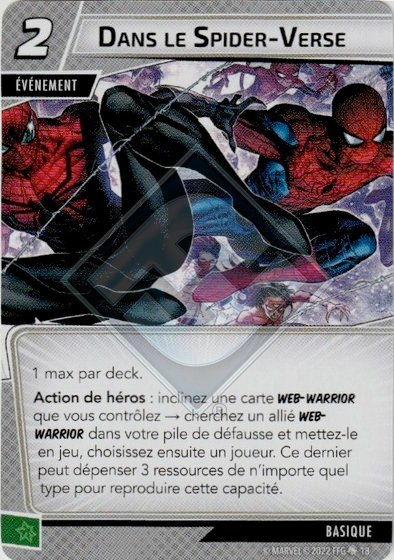 2
DANS LE SPIDER-VERSE
ÉVÉNEMENT
1 max par deck.
Action de héros : inclinez une carte WEB-WARRIOR
que vous contrôlez → cherchez un allié WEB-
WARRIOR dans votre pile de défausse et mettez-le
en jeu, choisissez ensuite un joueur. Ce dernier
peut dépenser 3 ressources de n'importe quel
type pour reproduire cette capacité.
BASIQUE
© MARVEL © 2022 FFG 18